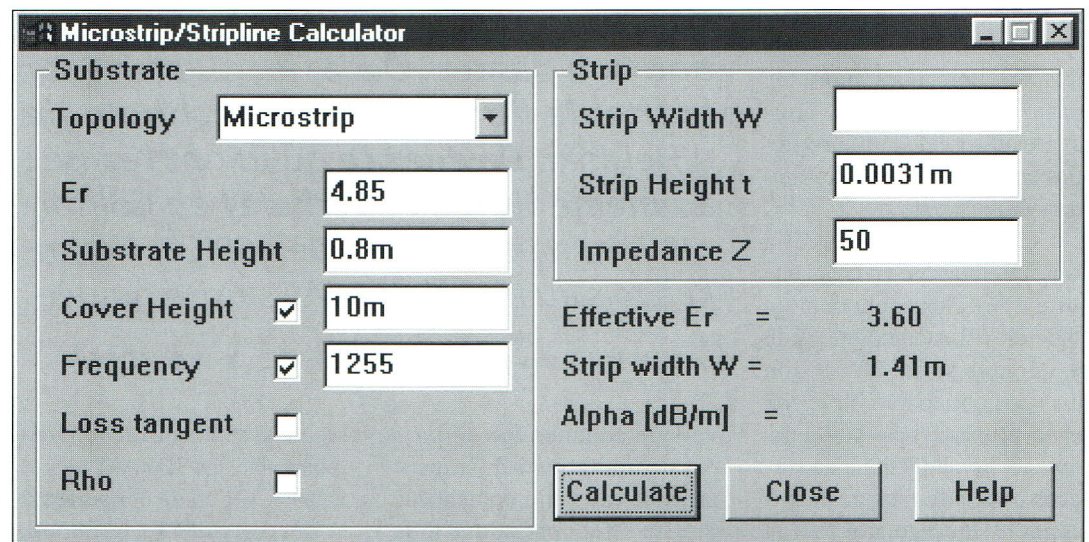 Microstrip/Stripline Calculator
Substrate
Topology Microstrip
Er 4.85
Substrate Height 0.8m
Cover Height 10m
Frequency 1255
Loss tangent
Rho
Strip
Strip Width W
Strip Height t 0.0031m
Impedance Z 50
Effective Er = 3.60
Strip width W = 1.41m
Alpha [dB/m] =
Calculate Close Help